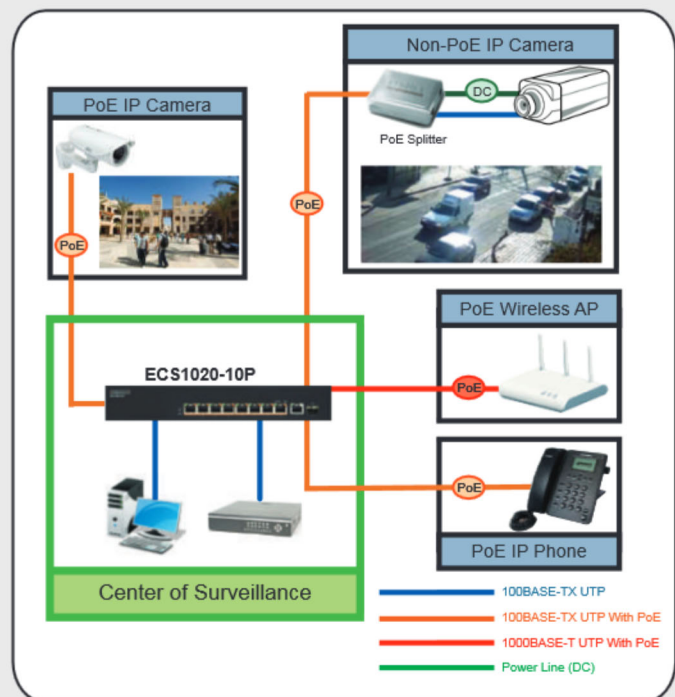 Non-PoE IP Camera
DC
PoE Splitter
PoE IP Camera
PoE
PoE
PoE Wireless AP
PoE
ECS1020-10P
PoE
PoE IP Phone
Center of Surveillance
100BASE-TX UTP
100BASE-TX UTP With PoE
1000BASE-T UTP With PoE
Power Line (DC)